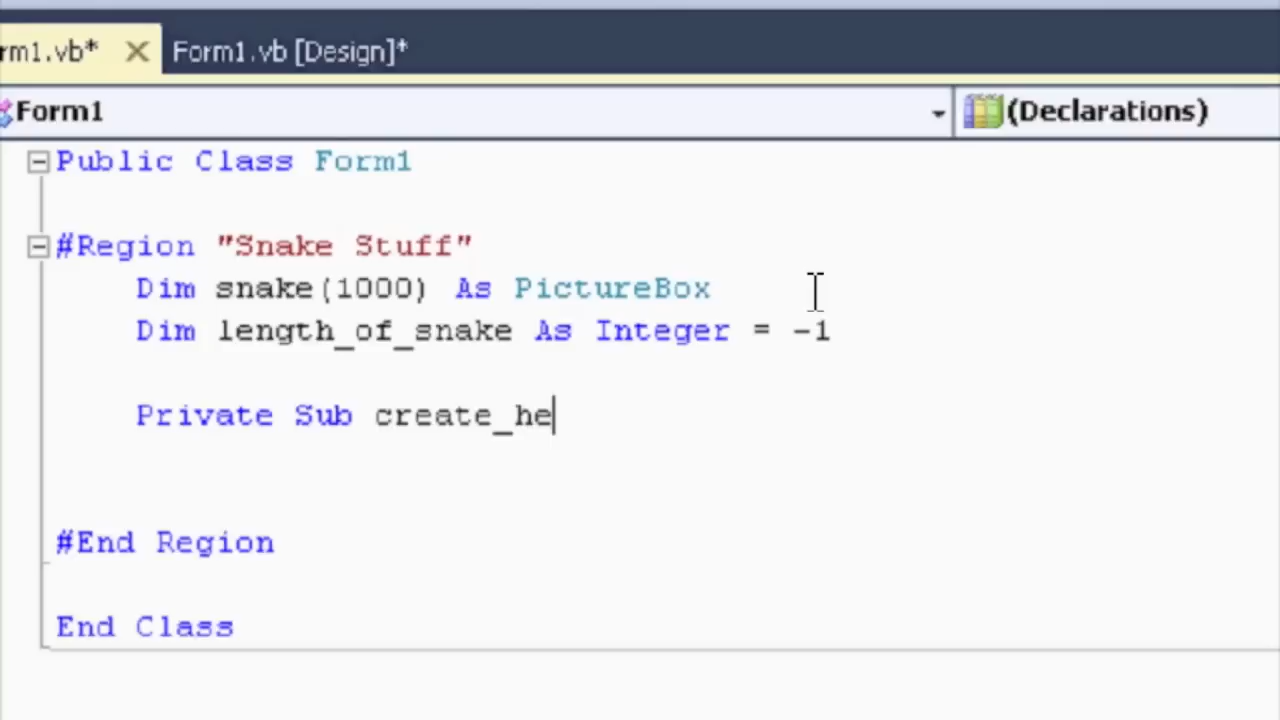 rm1.vb* Form1.vb [Design]*
Form1 (Declarations)
Public Class Form1
#Region "Snake Stuff"
Dim snake(1000) As PictureBox
Dim length_of_snake As Integer = -1
Private Sub create_he
#End Region
End Class